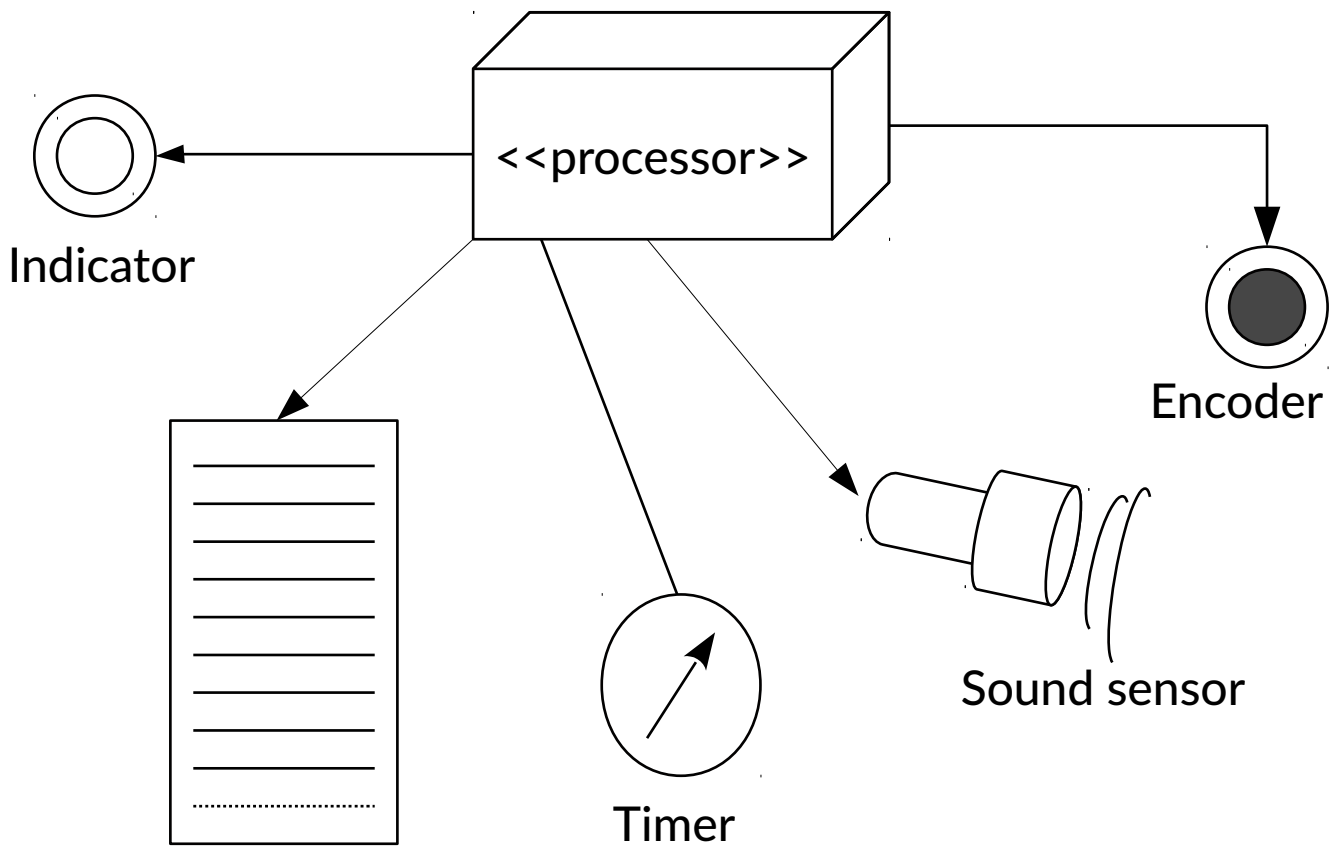 <<processor>>
Indicator
Encoder
Sound sensor
Timer